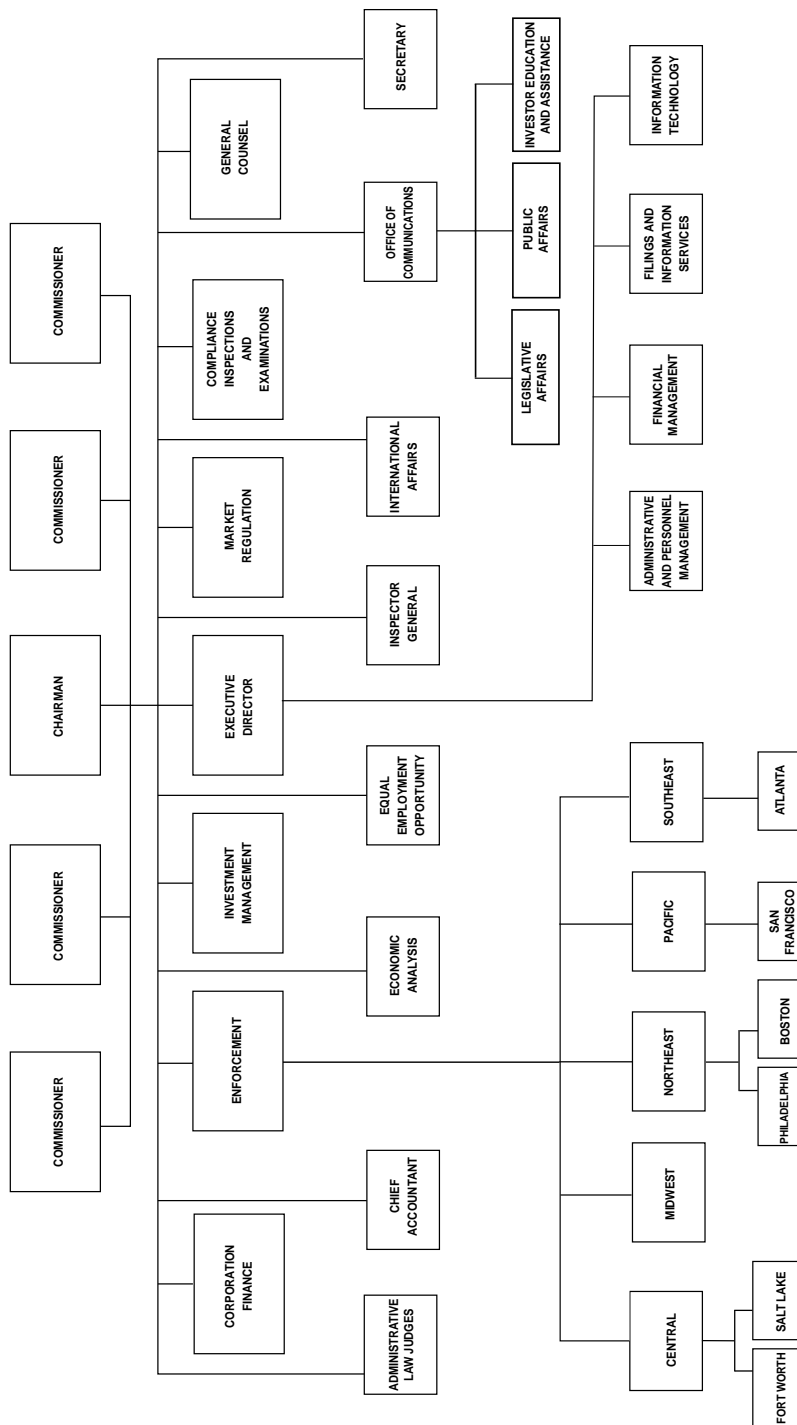 COMMISSIONER
COMMISSIONER
CHAIRMAN
COMMISSIONER
COMMISSIONER
CORPORATION
FINANCE
ENFORCEMENT
INVESTMENT
MANAGEMENT
EXECUTIVE
DIRECTOR
MARKET
REGULATION
COMPLIANCE
INSPECTIONS
AND
EXAMINATIONS
GENERAL
COUNSEL
ADMINISTRATIVE
LAW JUDGES
CHIEF
ACCOUNTANT
ECONOMIC
ANALYSIS
EQUAL
EMPLOYMENT
OPPORTUNITY
INSPECTOR
GENERAL
INTERNATIONAL
AFFAIRS
OFFICE OF
COMMUNICATIONS
SECRETARY
LEGISLATIVE
AFFAIRS
PUBLIC
AFFAIRS
INVESTOR EDUCATION
AND ASSISTANCE
CENTRAL
MIDWEST
NORTHEAST
PACIFIC
SOUTHEAST
ADMINISTRATIVE
AND PERSONNEL
MANAGEMENT
FINANCIAL
MANAGEMENT
FILINGS AND
INFORMATION
SERVICES
INFORMATION
TECHNOLOGY
FORT WORTH
SALT LAKE
PHILADELPHIA
BOSTON
SAN
FRANCISCO
ATLANTA